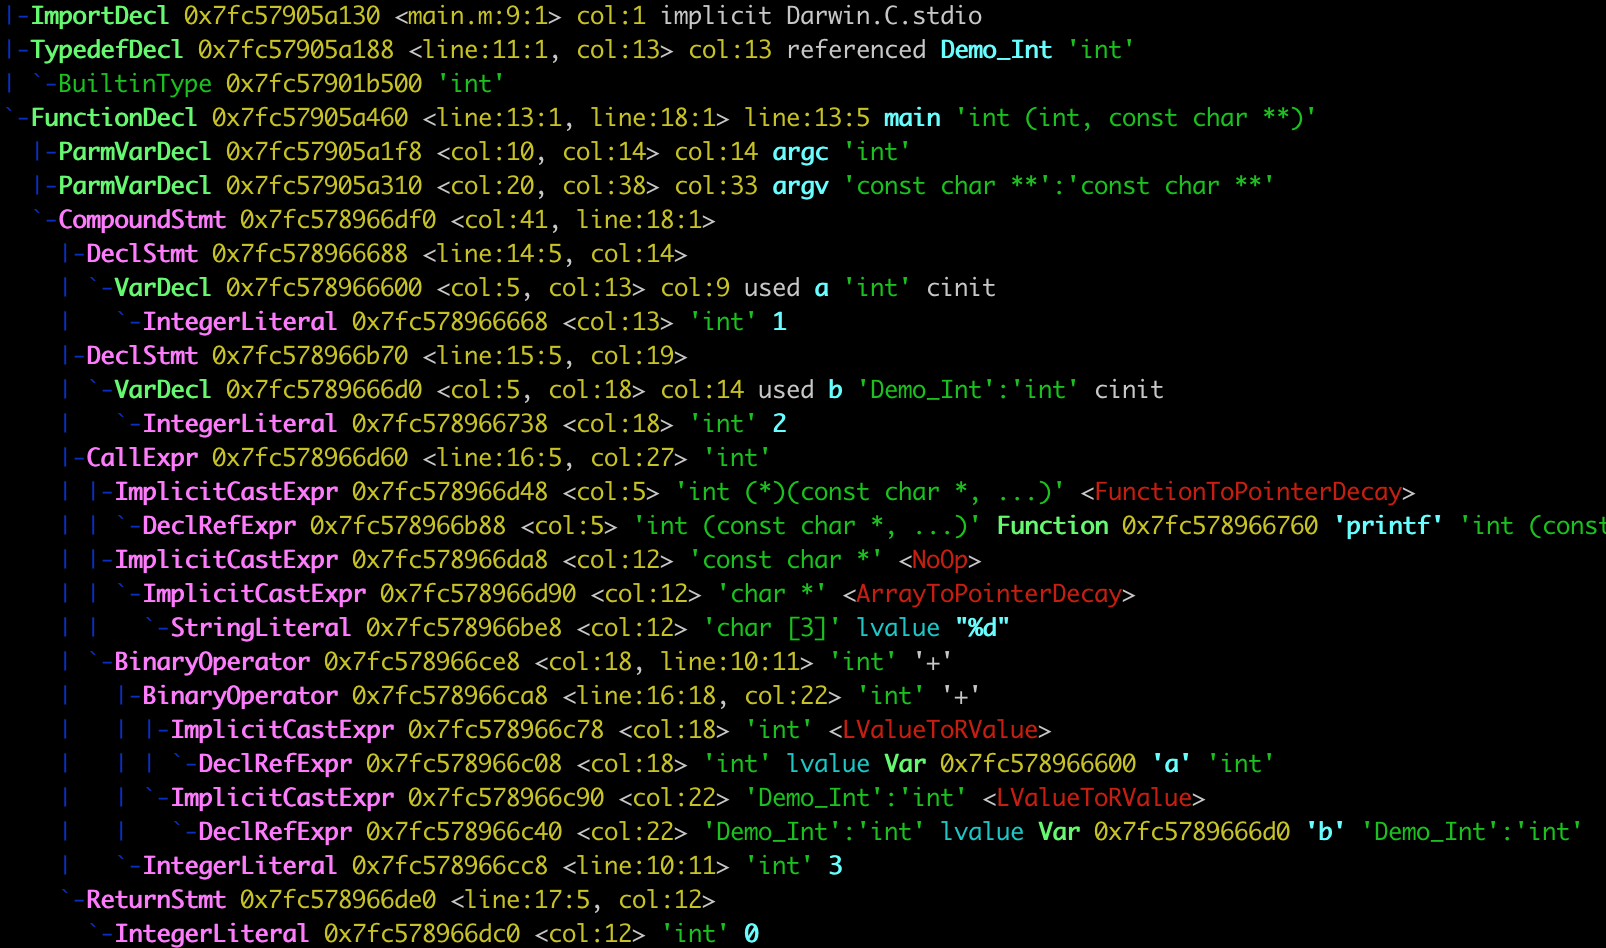 |-ImportDecl 0x7fc57905a130 <main.m:9:1> col:1 implicit Darwin.C.stdio
|-TypedefDecl 0x7fc57905a188 <line:11:1, col:13> col:13 referenced Demo_Int 'int'
| `-BuiltinType 0x7fc57901b500 'int'
`-FunctionDecl 0x7fc57905a460 <line:13:1, line:18:1> line:13:5 main 'int (int, const char **)'
  |-ParmVarDecl 0x7fc57905a1f8 <col:10, col:14> col:14 argc 'int'
  |-ParmVarDecl 0x7fc57905a310 <col:20, col:38> col:33 argv 'const char **':'const char **'
  `-CompoundStmt 0x7fc578966df0 <col:41, line:18:1>
    |-DeclStmt 0x7fc578966688 <line:14:5, col:14>
    | `-VarDecl 0x7fc578966600 <col:5, col:13> col:9 used a 'int' cinit
    |   `-IntegerLiteral 0x7fc578966668 <col:13> 'int' 1
    |-DeclStmt 0x7fc578966b70 <line:15:5, col:19>
    | `-VarDecl 0x7fc5789666d0 <col:5, col:18> col:14 used b 'Demo_Int':'int' cinit
    |   `-IntegerLiteral 0x7fc578966738 <col:18> 'int' 2
    |-CallExpr 0x7fc578966d60 <line:16:5, col:27> 'int'
    | |-ImplicitCastExpr 0x7fc578966d48 <col:5> 'int (*)(const char *, ...)' <FunctionToPointerDecay>
    | | `-DeclRefExpr 0x7fc578966b88 <col:5> 'int (const char *, ...)' Function 0x7fc578966760 'printf' 'int (const
    | |-ImplicitCastExpr 0x7fc578966da8 <col:12> 'const char *' <NoOp>
    | | `-ImplicitCastExpr 0x7fc578966d90 <col:12> 'char *' <ArrayToPointerDecay>
    | |   `-StringLiteral 0x7fc578966be8 <col:12> 'char [3]' lvalue "%d"
    | `-BinaryOperator 0x7fc578966ce8 <col:18, line:10:11> 'int' '+'
    |   |-BinaryOperator 0x7fc578966ca8 <line:16:18, col:22> 'int' '+'
    |   | |-ImplicitCastExpr 0x7fc578966c78 <col:18> 'int' <LValueToRValue>
    |   | | `-DeclRefExpr 0x7fc578966c08 <col:18> 'int' lvalue Var 0x7fc578966600 'a' 'int'
    |   | `-ImplicitCastExpr 0x7fc578966c90 <col:22> 'Demo_Int':'int' <LValueToRValue>
    |   |   `-DeclRefExpr 0x7fc578966c40 <col:22> 'Demo_Int':'int' lvalue Var 0x7fc5789666d0 'b' 'Demo_Int':'int'
    |   `-IntegerLiteral 0x7fc578966cc8 <line:10:11> 'int' 3
    `-ReturnStmt 0x7fc578966de0 <line:17:5, col:12>
      `-IntegerLiteral 0x7fc578966dc0 <col:12> 'int' 0